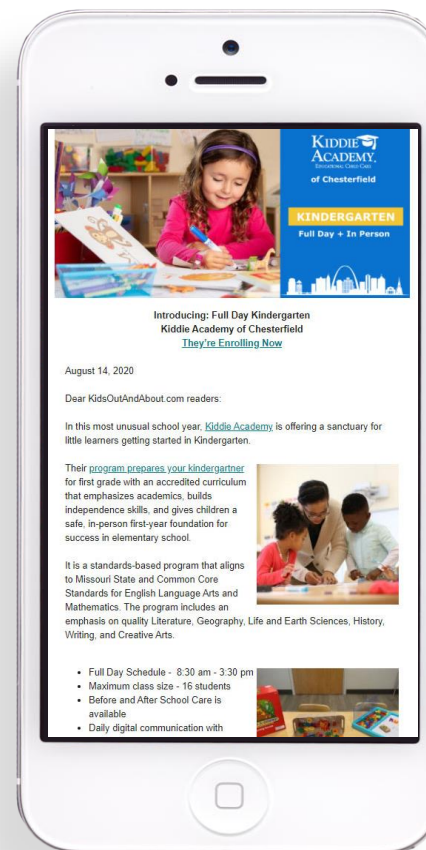 KIDDIE
ACADEMY
EDUCATIONAL CHILD CARE
of Chesterfield
KINDERGARTEN
Full Day + In Person
Introducing: Full Day Kindergarten
Kiddie Academy of Chesterfield
They're Enrolling Now
August 14, 2020
Dear KidsOutAndAbout.com readers:
In this most unusual school year, Kiddie Academy is offering a sanctuary for
little learners getting started in Kindergarten.
Their program prepares your kindergartner
for first grade with an accredited curriculum
that emphasizes academics, builds
independence skills, and gives children a
safe, in-person first-year foundation for
success in elementary school.
It is a standards-based program that aligns
to Missouri State and Common Core
Standards for English Language Arts and
Mathematics. The program includes an
emphasis on quality Literature, Geography, Life and Earth Sciences, History,
Writing, and Creative Arts.
• Full Day Schedule - 8:30 am - 3:30 pm
• Maximum class size - 16 students
• Before and After School Care is
available
• Daily digital communication with